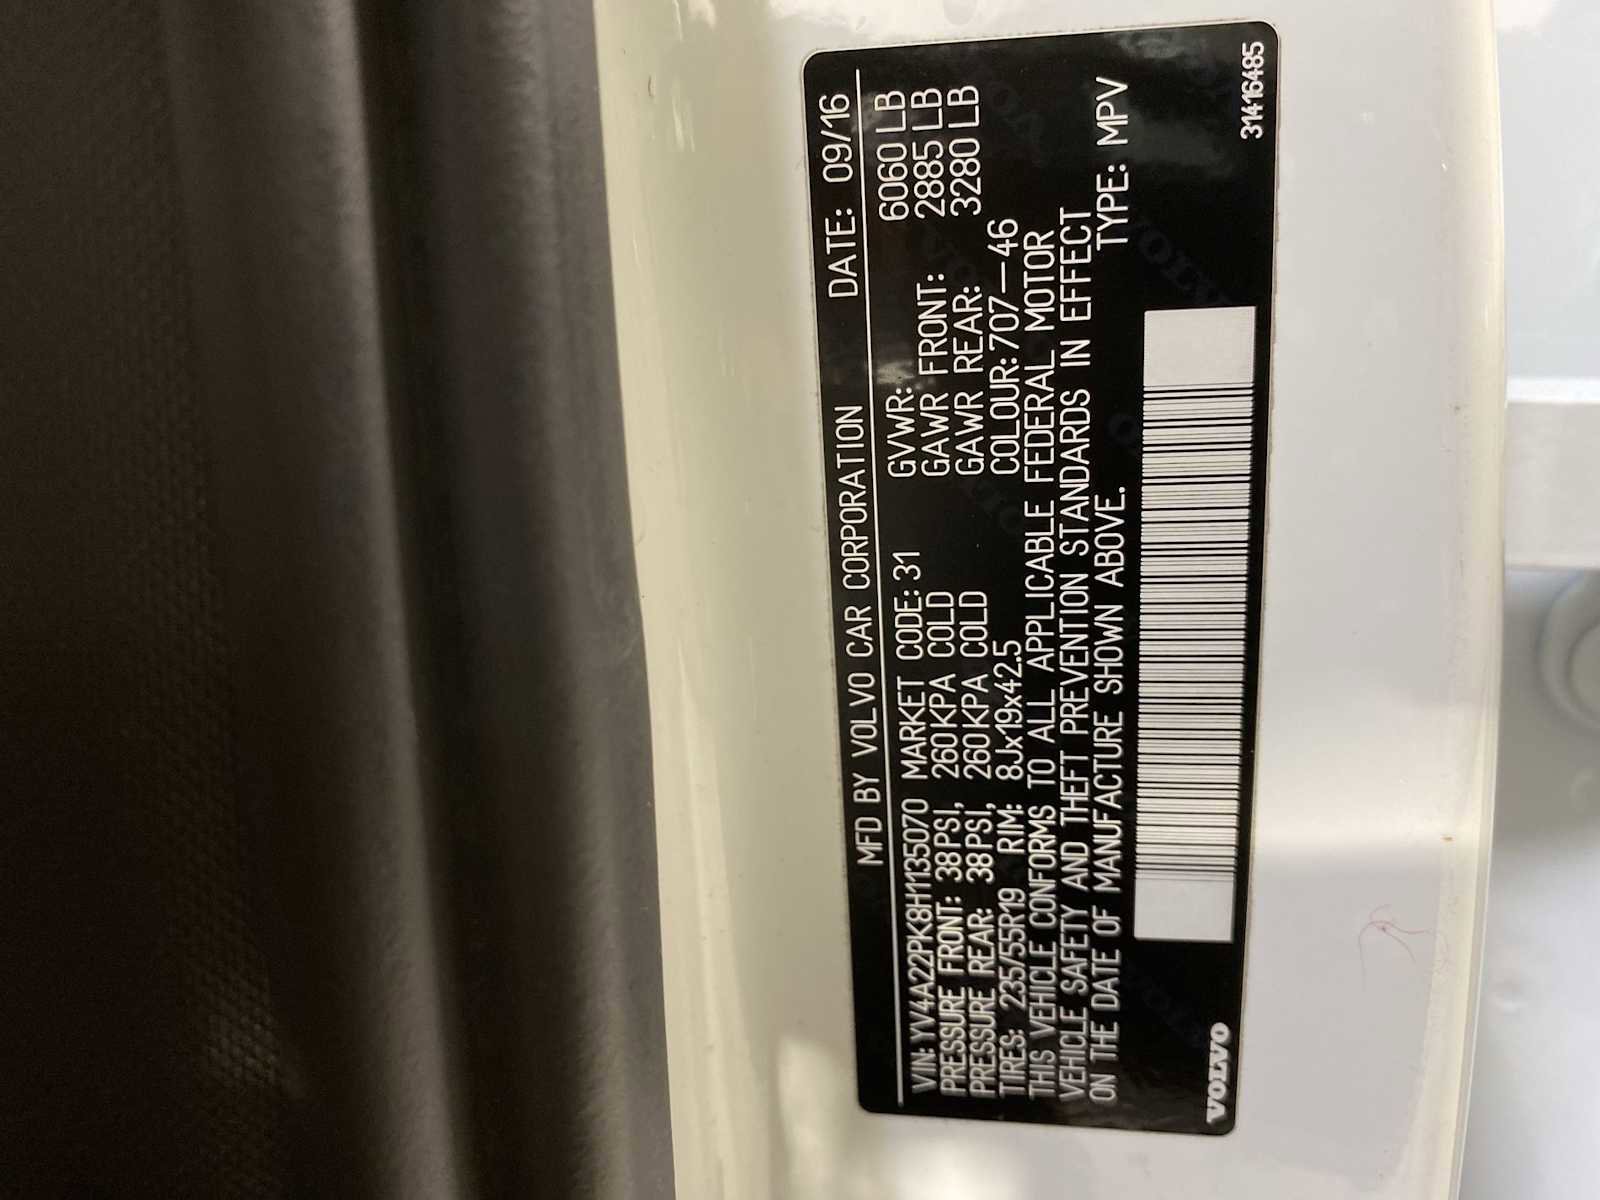 MFD BY VOLVO CAR CORPORATION DATE: 09/16
VIN: YV4A22PK8H1135070 MARKET CODE: 31 GVWR: 6060 LB
PRESSURE FRONT: 38PSI, 260KPA COLD GAWR FRONT: 2885 LB
PRESSURE REAR: 38PSI, 260KPA COLD GAWR REAR: 3280 LB
TIRES: 235/55R19 RIM: 8Jx19x42.5 COLOUR: 707-46
THIS VEHICLE CONFORMS TO ALL APPLICABLE FEDERAL MOTOR
VEHICLE SAFETY AND THEFT PREVENTION STANDARDS IN EFFECT
ON THE DATE OF MANUFACTURE SHOWN ABOVE. TYPE: MPV
VOLVO 31416485